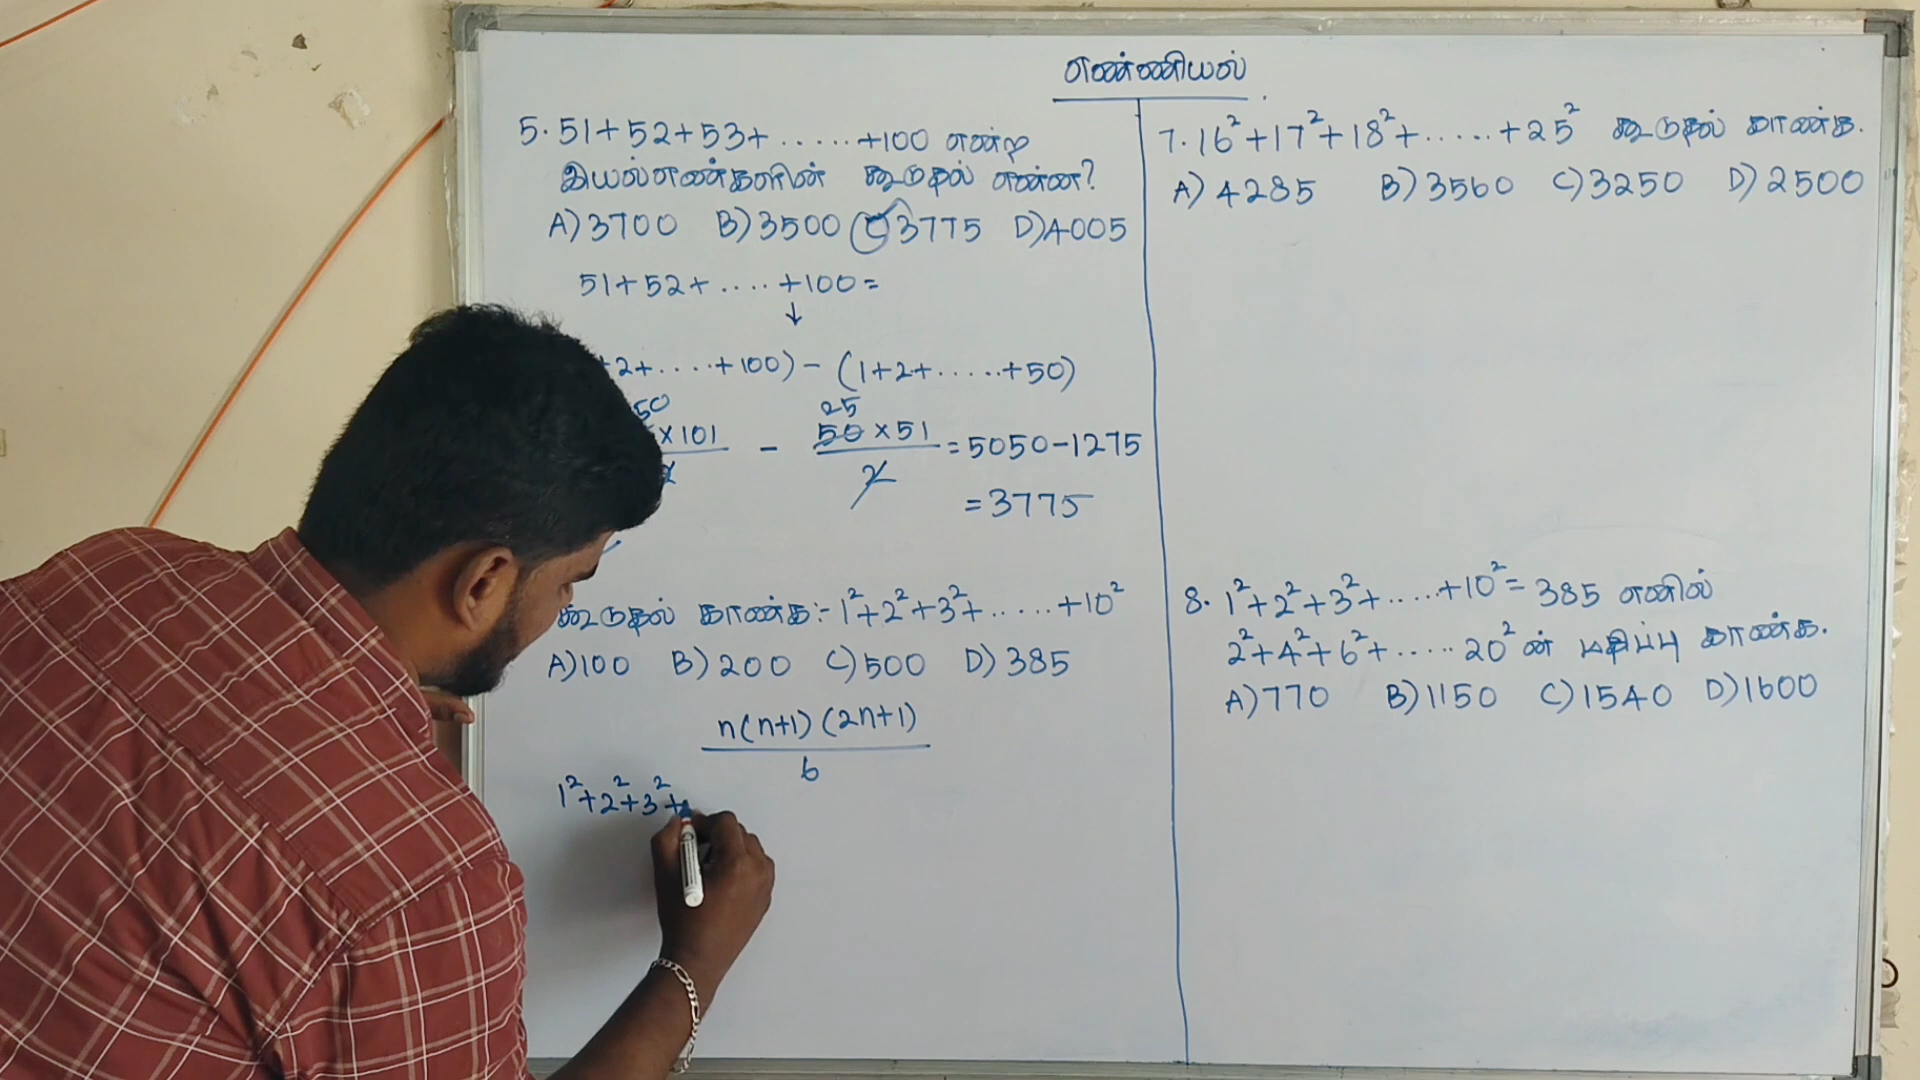 எண்ணியல்
5. 51+52+53+......+100 என்ற
இயல்எண்களின் கூடுதல் என்ன?
A) 3700 B) 3500 C) 3775 D) 4005
51+52+....+100=
↓
+2+....+100) - (1+2+.....+50)
50 25
×101 - 50 × 51 = 5050-1275
2 2
= 3775
கூடுதல் காண்க:- 1²+2²+3²+.....+10²
A) 100 B) 200 C) 500 D) 385
n(n+1) (2n+1)
6
1²+2²+3²+
7. 16²+17²+18²+.....+25² கூடுதல் காண்க.
A) 4285 B) 3560 C) 3250 D) 2500
8. 1²+2²+3²+....+10²= 385 எனில்
2²+4²+6²+.....20² ன் மதிப்பு காண்க.
A) 770 B) 1150 C) 1540 D) 1600